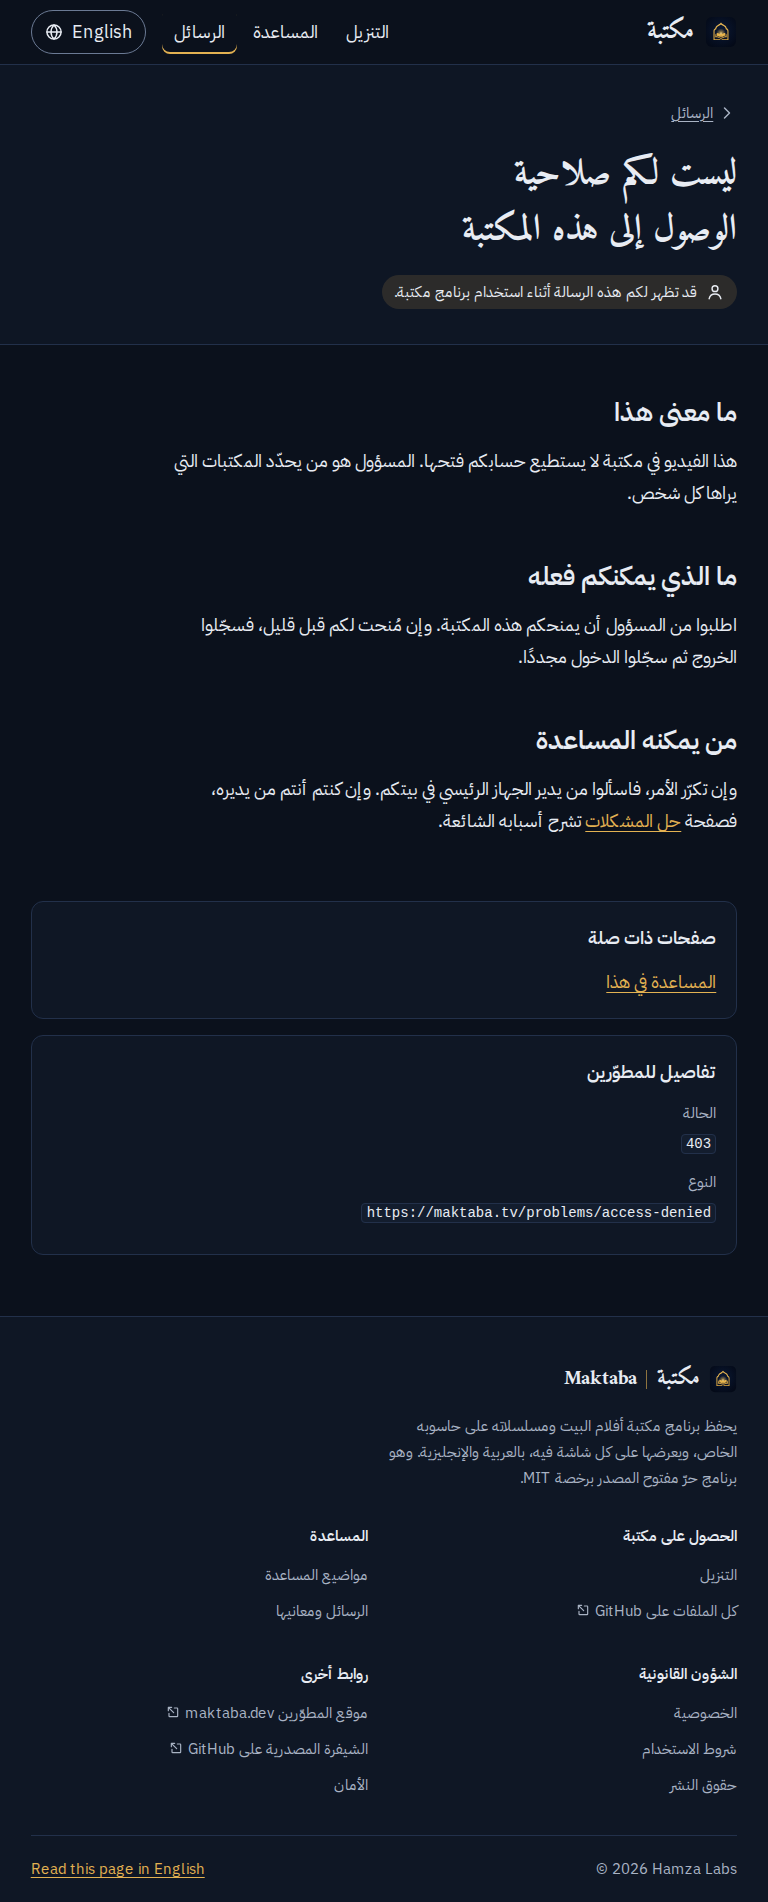 مكتبة
التنزيل
المساعدة
الرسائل
English
الرسائل
ليست لكم صلاحية
الوصول إلى هذه المكتبة
قد تظهر لكم هذه الرسالة أثناء استخدام برنامج مكتبة.
ما معنى هذا
هذا الفيديو في مكتبة لا يستطيع حسابكم فتحها. المسؤول هو من يحدّد المكتبات التي
يراها كل شخص.
ما الذي يمكنكم فعله
اطلبوا من المسؤول أن يمنحكم هذه المكتبة. وإن مُنحت لكم قبل قليل، فسجّلوا
الخروج ثم سجّلوا الدخول مجددًا.
من يمكنه المساعدة
وإن تكرّر الأمر، فاسألوا من يدير الجهاز الرئيسي في بيتكم. وإن كنتم أنتم من يديره،
فصفحة حل المشكلات تشرح أسبابه الشائعة.
صفحات ذات صلة
المساعدة في هذا
تفاصيل للمطوّرين
الحالة
403
النوع
https://maktaba.tv/problems/access-denied
مكتبة | Maktaba
يحفظ برنامج مكتبة أفلام البيت ومسلسلاته على حاسوبه
الخاص، ويعرضها على كل شاشة فيه، بالعربية والإنجليزية. وهو
برنامج حرّ مفتوح المصدر برخصة MIT.
الحصول على مكتبة
التنزيل
كل الملفات على GitHub
المساعدة
مواضيع المساعدة
الرسائل ومعانيها
الشؤون القانونية
الخصوصية
شروط الاستخدام
حقوق النشر
روابط أخرى
موقع المطوّرين maktaba.dev
الشيفرة المصدرية على GitHub
الأمان
© 2026 Hamza Labs
Read this page in English